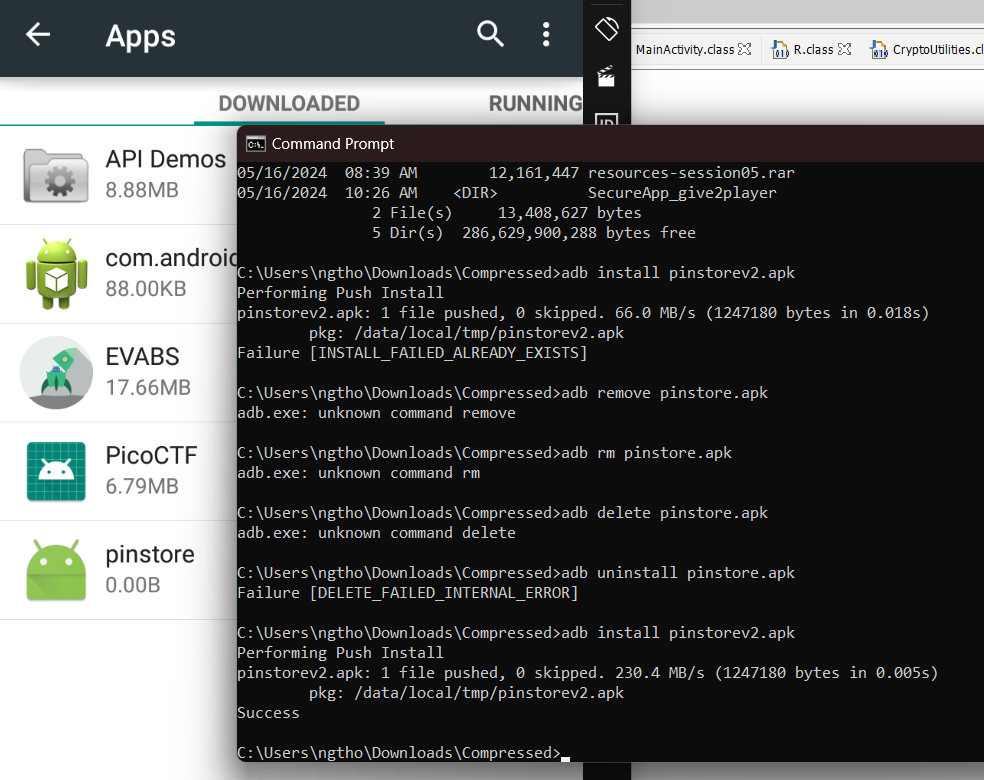 Apps
DOWNLOADED RUNNING
API Demos
8.88MB
com.android
88.00KB
EVABS
17.66MB
PicoCTF
6.79MB
pinstore
0.00B
MainActivity.class R.class CryptoUtilities.cl
Command Prompt
05/16/2024 08:39 AM 12,161,447 resources-session05.rar
05/16/2024 10:26 AM <DIR> SecureApp_give2player
2 File(s) 13,408,627 bytes
5 Dir(s) 286,629,900,288 bytes free
C:\Users\ngtho\Downloads\Compressed>adb install pinstorev2.apk
Performing Push Install
pinstorev2.apk: 1 file pushed, 0 skipped. 66.0 MB/s (1247180 bytes in 0.018s)
pkg: /data/local/tmp/pinstorev2.apk
Failure [INSTALL_FAILED_ALREADY_EXISTS]
C:\Users\ngtho\Downloads\Compressed>adb remove pinstore.apk
adb.exe: unknown command remove
C:\Users\ngtho\Downloads\Compressed>adb rm pinstore.apk
adb.exe: unknown command rm
C:\Users\ngtho\Downloads\Compressed>adb delete pinstore.apk
adb.exe: unknown command delete
C:\Users\ngtho\Downloads\Compressed>adb uninstall pinstore.apk
Failure [DELETE_FAILED_INTERNAL_ERROR]
C:\Users\ngtho\Downloads\Compressed>adb install pinstorev2.apk
Performing Push Install
pinstorev2.apk: 1 file pushed, 0 skipped. 230.4 MB/s (1247180 bytes in 0.005s)
pkg: /data/local/tmp/pinstorev2.apk
Success
C:\Users\ngtho\Downloads\Compressed>